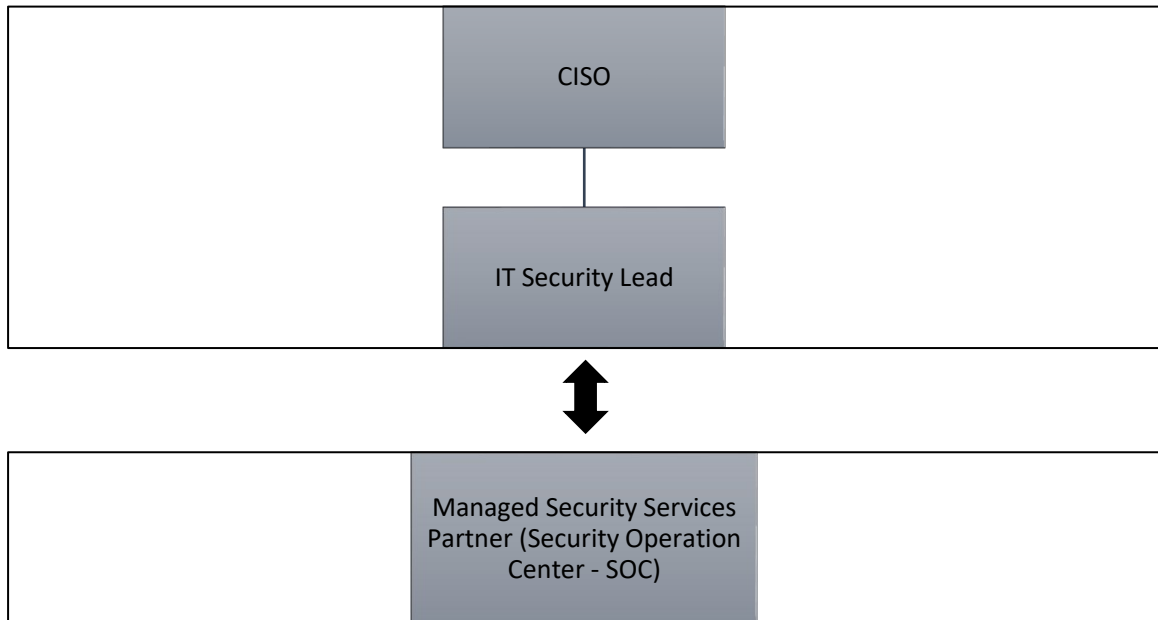 CISO
IT Security Lead
Managed Security Services
Partner (Security Operation
Center - SOC)